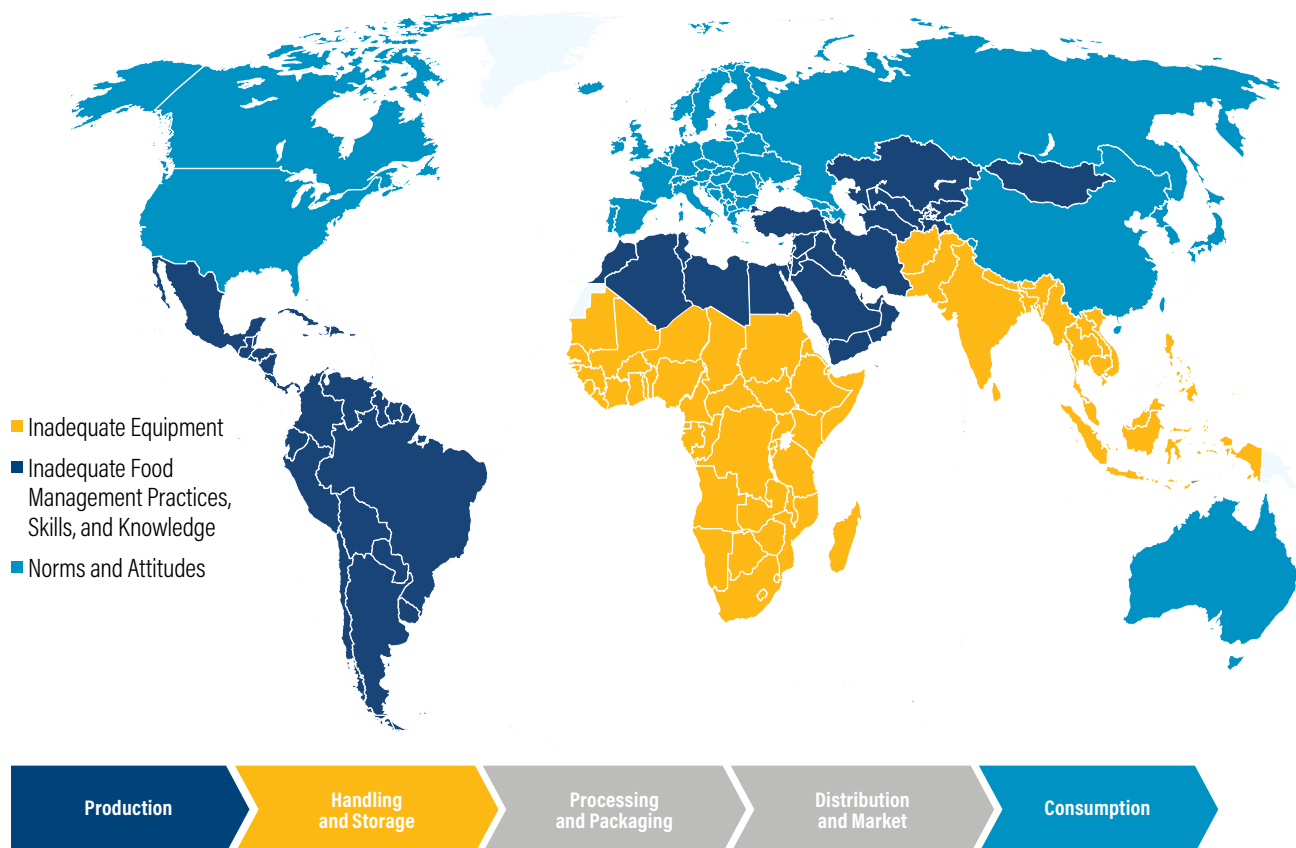 Inadequate Equipment
Inadequate Food
Management Practices,
Skills, and Knowledge
Norms and Attitudes
Production
Handling
and Storage
Processing
and Packaging
Distribution
and Market
Consumption